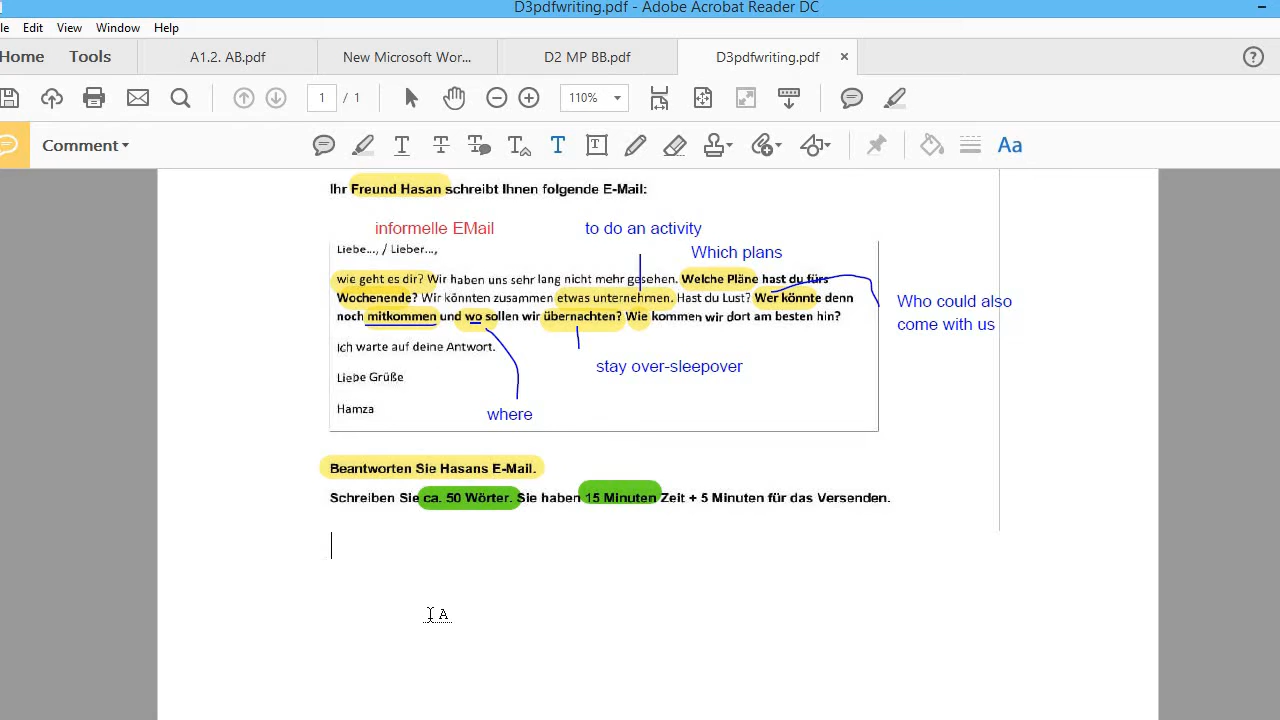 D3pdfwriting.pdf - Adobe Acrobat Reader DC
le Edit View Window Help
Home Tools A1.2. AB.pdf New Microsoft Wor... D2 MP BB.pdf D3pdfwriting.pdf ×
1 / 1 110%
Comment T T T T T T Aa
Ihr Freund Hasan schreibt Ihnen folgende E-Mail:
informelle EMail to do an activity
Which plans
Liebe..., / Lieber...,
wie geht es dir? Wir haben uns sehr lang nicht mehr gesehen. Welche Pläne hast du fürs
Wochenende? Wir könnten zusammen etwas unternehmen. Hast du Lust? Wer könnte denn
noch mitkommen und wo sollen wir übernachten? Wie kommen wir dort am besten hin?
Who could also
come with us
Ich warte auf deine Antwort.
stay over-sleepover
Liebe Grüße
Hamza
where
Beantworten Sie Hasans E-Mail.
Schreiben Sie ca. 50 Wörter. Sie haben 15 Minuten Zeit + 5 Minuten für das Versenden.
A